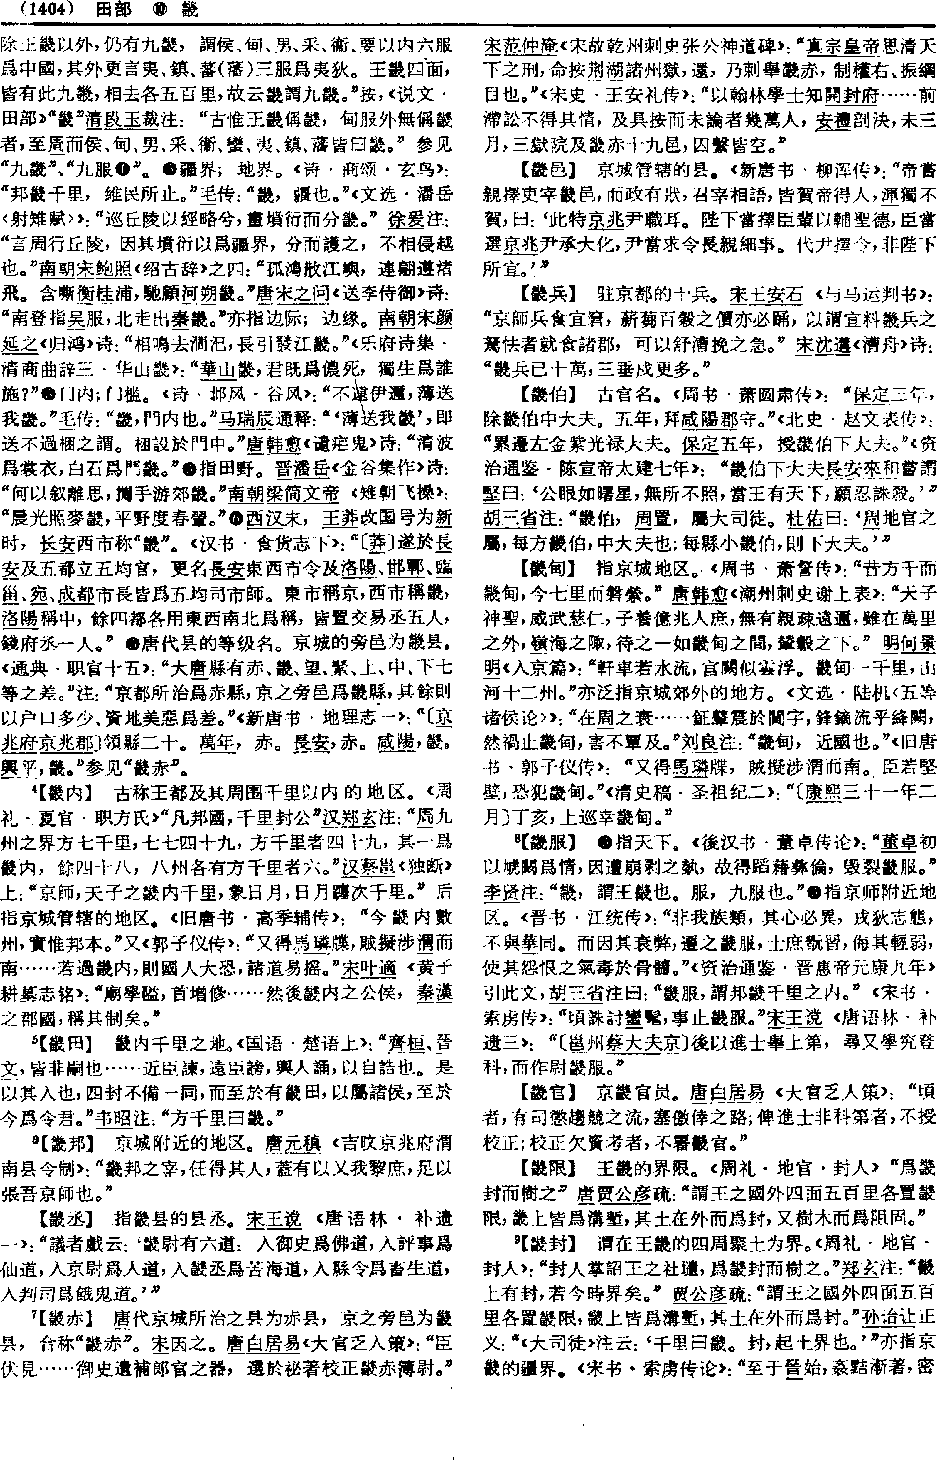 （1404） 田部 ⑩ 畿
除王畿以外，仍有九畿，謂侯、甸、男、采、衞、要以内六服
爲中國，其外更言夷、鎮、蕃（藩）三服爲夷狄。王畿四面，
皆有此九畿，相去各五百里，故云畿謂九畿。”按，《说文·
田部》“畿”清段玉裁注：“古惟王畿偁畿，甸服外無偁畿
者，至周而侯、甸、男、采、衞、蠻、夷、鎮、藩皆曰畿。”参见
“九畿”、“九服❶”。❷疆界；地界。《诗·商颂·玄鸟》：
“邦畿千里，維民所止。”毛传：“畿，疆也。”《文选·潘岳
〈射雉赋〉》：“巡丘陵以經略兮，畫墳衍而分畿。”徐爰注：
“言周行丘陵，因其墳衍以爲疆界，分而護之，不相侵越
也。”南朝宋鲍照《绍古辞》之四：“孤鴻散江嶼，連翩遵渚
飛。含嘶衡桂浦，馳顧河朔畿。”唐宋之问《送李侍御》诗：
“南登指吴服，北走出秦畿。”亦指边际；边缘。南朝宋颜
延之《归鸿》诗：“相鳴去澗汜，長引發江畿。”《乐府诗集·
清商曲辞三·华山畿》：“華山畿，君既爲儂死，獨生爲誰
施？”❸门内；门槛。《诗·邶风·谷风》：“不遠伊邇，薄送
我畿。”毛传：“畿，門内也。”马瑞辰通释：“‘薄送我畿’，即
送不過梱之謂。梱設於門中。”唐韩愈《谴疟鬼》诗：“清波
爲裳衣，白石爲門畿。”❹指田野。晋潘岳《金谷集作》诗：
“何以叙離思，攜手游郊畿。”南朝梁简文帝《雉朝飞操》：
“晨光照麥畿，平野度春翬。”❺西汉末，王莽改国号为新
时，长安西市称“畿”。《汉书·食货志下》：“〔莽〕遂於長
安及五都立五均官，更名長安東西市令及洛陽、邯鄲、臨
甾、宛、成都市長皆爲五均司市師。東市稱京，西市稱畿，
洛陽稱中，餘四都各用東西南北爲稱，皆置交易丞五人，
錢府丞一人。”❻唐代县的等级名。京城的旁邑为畿县。
《通典·职官十五》：“大唐縣有赤、畿、望、緊、上、中、下七
等之差。”注：“京都所治爲赤縣，京之旁邑爲畿縣，其餘則
以户口多少、資地美惡爲差。”《新唐书·地理志一》：“〔京
兆府京兆郡〕領縣二十。萬年，赤。長安，赤。咸陽，畿。
興平，畿。”参见“畿赤”。
4【畿内】 古称王都及其周围千里以内的地区。《周
礼·夏官·职方氏》“凡邦國，千里封公”汉郑玄注：“周九
州之界方七千里，七七四十九，方千里者四十九，其一爲
畿内，餘四十八，八州各有方千里者六。”汉蔡邕《独断》
上：“京師，天子之畿内千里，象日月，日月躔次千里。”后
指京城管辖的地区。《旧唐书·高季辅传》：“今畿内數
州，實惟邦本。”又《郭子仪传》：“又得馬璘牒，賊擬涉渭而
南……若過畿内，則國人大恐，諸道易摇。”宋叶適《黄子
耕墓志铭》：“廟學隘，首增修……然後畿内之公侯，秦漢
之郡國，稱其制矣。”
5【畿田】 畿内千里之地。《国语·楚语上》：“齊桓、晉
文，皆非嗣也……近臣諫，遠臣謗，輿人誦，以自誥也。是
以其入也，四封不備一同，而至於有畿田，以屬諸侯，至於
今爲令君。”韦昭注：“方千里曰畿。”
【畿邦】 京城附近的地区。唐元稹《吉旼京兆府渭
南县令制》：“畿邦之宰，任得其人，蓋有以乂我黎庶，足以
張吾京師也。”
【畿丞】 指畿县的县丞。宋王谠《唐语林·补遗
一》：“議者戲云：‘畿尉有六道：入御史爲佛道，入評事爲
仙道，入京尉爲人道，入畿丞爲苦海道，入縣令爲畜生道，
入判司爲餓鬼道。’”
7【畿赤】 唐代京城所治之县为赤县，京之旁邑为畿
县，合称“畿赤”。宋因之。唐白居易《大官乏人策》：“臣
伏見……御史遺補郎官之器，選於祕著校正畿赤簿尉。”
宋范仲淹《宋故乾州刺史张公神道碑》：“真宗皇帝思清天
下之刑，命按荆湖諸州獄，還，乃剌舉畿赤，制權右、振綱
目也。”《宋史·王安礼传》：“以翰林學士知開封府……前
滯訟不得其情，及具按而未論者幾萬人，安禮剖決，未三
月，三獄院及畿赤十九邑，囚繫皆空。”
【畿邑】 京城管辖的县。《新唐书·柳浑传》：“帝嘗
親擇吏宰畿邑，而政有狀，召宰相語，皆賀帝得人，渾獨不
賀，曰：‘此特京兆尹職耳。陛下當擇臣輩以輔聖德，臣當
選京兆尹承大化，尹當求令長親細事。代尹擇令，非陛下
所宜。’”
【畿兵】 驻京都的士兵。宋王安石《与马运判书》：
“京師兵食宜窘，薪芻百穀之價亦必踊，以謂宜料畿兵之
駑怯者就食諸郡，可以舒漕挽之急。”宋沈遘《漕舟》诗：
“畿兵已十萬，三垂戍更多。”
【畿伯】 古官名。《周书·萧圆肃传》：“保定三年，
除畿伯中大夫。五年，拜咸陽郡守。”《北史·赵文表传》：
“累遷左金紫光禄大夫。保定五年，授畿伯下大夫。”《资
治通鉴·陈宣帝太建七年》：“畿伯下大夫長安來和嘗謂
堅曰：‘公眼如曙星，無所不照，當王有天下，願忍誅殺。’”
胡三省注：“畿伯，周置，屬大司徒。杜佑曰：‘周地官之
屬，每方畿伯，中大夫也；每縣小畿伯，則下大夫。’”
【畿甸】 指京城地区。《周书·萧詧传》：“昔方千而
畿甸，今七里而磐縈。”唐韩愈《潮州刺史谢上表》：“天子
神聖，威武慈仁，子養億兆人庶，無有親疎遠邇，雖在萬里
之外，嶺海之陬，待之一如畿甸之間，輦轂之下。”明何景
明《入京篇》：“軒車若水流，宫闕似雲浮。畿甸一千里，山
河十二州。”亦泛指京城郊外的地方。《文选·陆机〈五等
诸侯论〉》：“在周之衰……鉦鼙震於閫宇，鋒鏑流乎絳闕，
然禍止畿甸，害不覃及。”刘良注：“畿甸，近國也。”《旧唐
书·郭子仪传》：“又得馬璘牒，賊擬涉渭而南。臣若堅
壁，恐犯畿甸。”《清史稿·圣祖纪二》：“〔康熙三十一年二
月〕丁亥，上巡幸畿甸。”
8【畿服】 ❶指天下。《後汉书·董卓传论》：“董卓初
以虓闞爲情，因遭崩剥之埶，故得蹈藉彝倫，毁裂畿服。”
李贤注：“畿，謂王畿也。服，九服也。”❷指京师附近地
区。《晋书·江统传》：“非我族類，其心必異，戎狄志態，
不與華同。而因其衰弊，遷之畿服，士庶翫習，侮其輕弱，
使其怨恨之氣毒於骨髓。”《资治通鉴·晋惠帝元康九年》
引此文，胡三省注曰：“畿服，謂邦畿千里之内。”《宋书·
索虏传》：“頃誅討蠻髦，事止畿服。”宋王谠《唐语林·补
遗三》：“〔邕州蔡大夫京〕後以進士舉上第，尋又學究登
科，而作尉畿服。”
【畿官】 京畿官员。唐白居易《大官乏人策》：“頃
者，有司懲趨競之流，塞僥倖之路；俾進士非科第者，不授
校正；校正欠資考者，不署畿官。”
【畿限】 王畿的界限。《周礼·地官·封人》“爲畿
封而樹之”唐贾公彦疏：“謂王之國外四面五百里各置畿
限，畿上皆爲溝塹，其土在外而爲封，又樹木而爲阻固。”
9【畿封】 谓在王畿的四周聚土为界。《周礼·地官·
封人》：“封人掌詔王之社壝，爲畿封而樹之。”郑玄注：“畿
上有封，若今時界矣。”贾公彦疏：“謂王之國外四面五百
里各置畿限，畿上皆爲溝塹，其土在外而爲封。”孙诒让正
义：“《大司徒》注云：‘千里曰畿。封，起土界也。’”亦指京
畿的疆界。《宋书·索虏传论》：“至于晉始，姦黠漸著，密